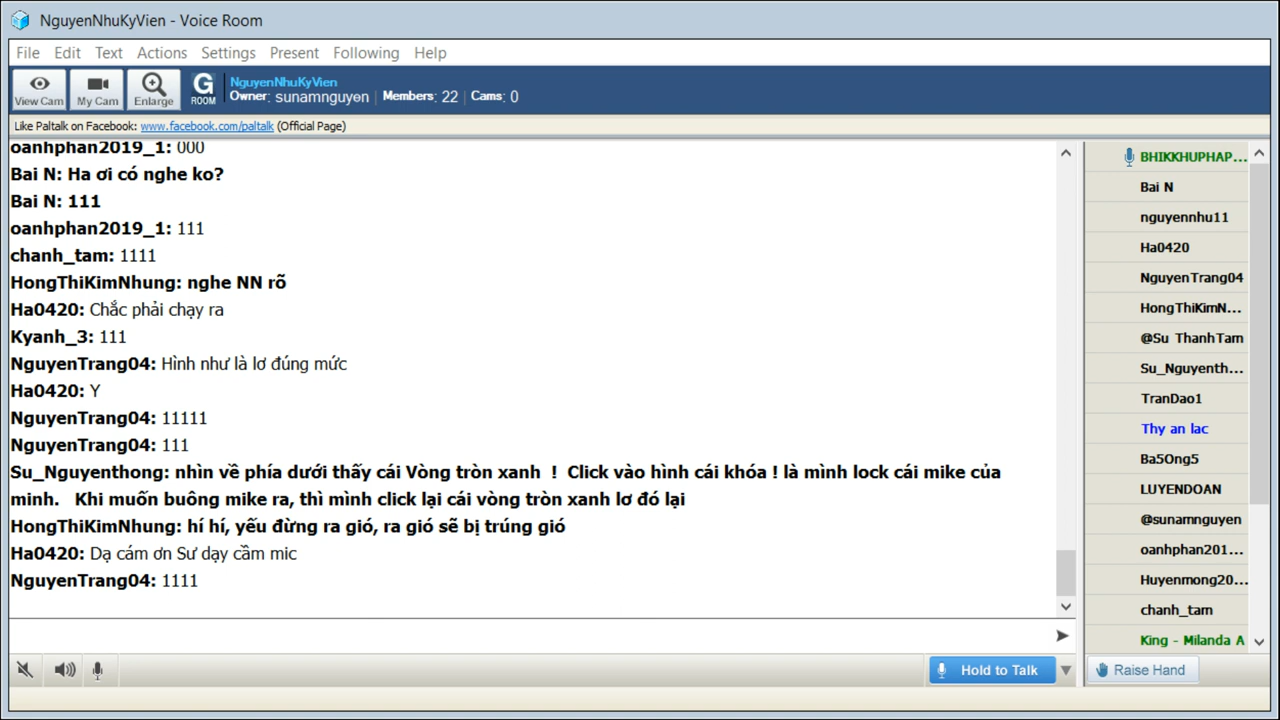 NguyenNhuKyVien - Voice Room
File Edit Text Actions Settings Present Following Help
View Cam My Cam Enlarge G ROOM
NguyenNhuKyVien
Owner: sunamnguyen | Members: 22 | Cams: 0
Like Paltalk on Facebook: www.facebook.com/paltalk (Official Page)
oanhphan2019_1: 000
Bai N: Ha ơi có nghe ko?
Bai N: 111
oanhphan2019_1: 111
chanh_tam: 1111
HongThiKimNhung: nghe NN rõ
Ha0420: Chắc phải chạy ra
Kyanh_3: 111
NguyenTrang04: Hình như là lơ đúng mức
Ha0420: Y
NguyenTrang04: 11111
NguyenTrang04: 111
Su_Nguyenthong: nhìn về phía dưới thấy cái Vòng tròn xanh ! Click vào hình cái khóa ! là mình lock cái mike của
minh. Khi muốn buông mike ra, thì mình click lại cái vòng tròn xanh lơ đó lại
HongThiKimNhung: hí hí, yếu đừng ra gió, ra gió sẽ bị trúng gió
Ha0420: Dạ cám ơn Sư dạy cầm mic
NguyenTrang04: 1111
BHIKKHUPHAP...
Bai N
nguyennhu11
Ha0420
NguyenTrang04
HongThiKimN...
@Su ThanhTam
Su_Nguyenth...
TranDao1
Thy an lac
Ba5Ong5
LUYENDOAN
@sunamnguyen
oanhphan201...
Huyenmong20...
chanh_tam
King - Milanda A
Hold to Talk
Raise Hand